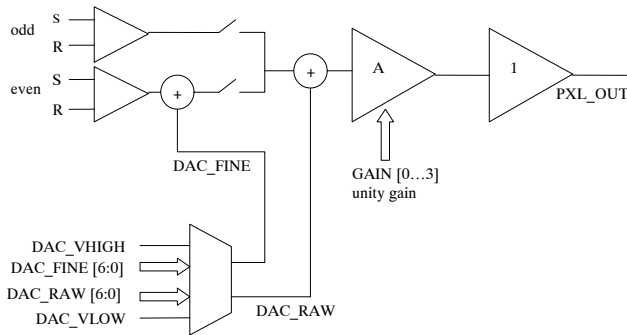 odd
S
R
even
S
R
+
+
A
1
PXL_OUT
DAC_FINE
GAIN [0…3]
unity gain
DAC_VHIGH
DAC_FINE [6:0]
DAC_RAW [6:0]
DAC_VLOW
DAC_RAW